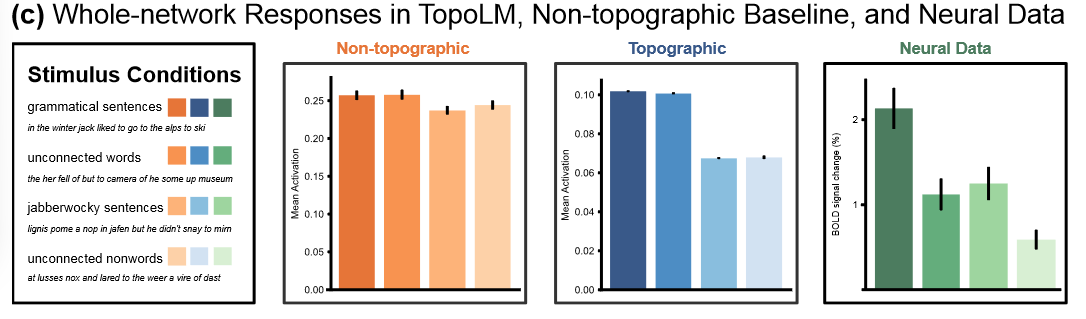 (c) Whole-network Responses in TopoLM, Non-topographic Baseline, and Neural Data
Stimulus Conditions
grammatical sentences
in the winter jack liked to go to the alps to ski
unconnected words
the her fell of but to camera of he some up museum
jabberwocky sentences
lignis pome a nop in jafen but he didn't snay to mirn
unconnected nonwords
at lusses nox and lared to the weer a vire of dast
Non-topographic
Mean Activation
0.25
0.20
0.15
0.10
0.05
0.00
Topographic
Mean Activation
0.10
0.08
0.06
0.04
0.02
0.00
Neural Data
BOLD signal change (%)
2
1